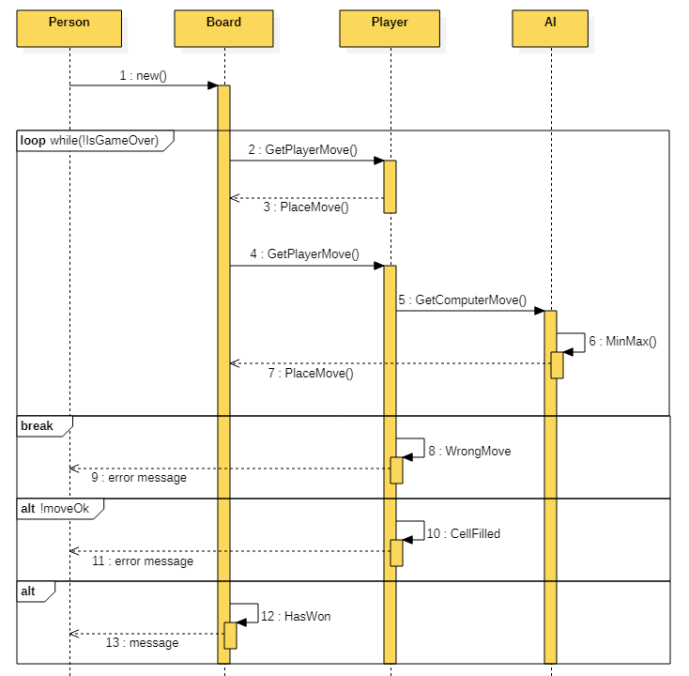 Person Board Player AI
1 : new()
loop while(!IsGameOver)
2 : GetPlayerMove()
3 : PlaceMove()
4 : GetPlayerMove()
5 : GetComputerMove()
6 : MinMax()
7 : PlaceMove()
break
8 : WrongMove
9 : error message
alt !moveOk
10 : CellFilled
11 : error message
alt
12 : HasWon
13 : message